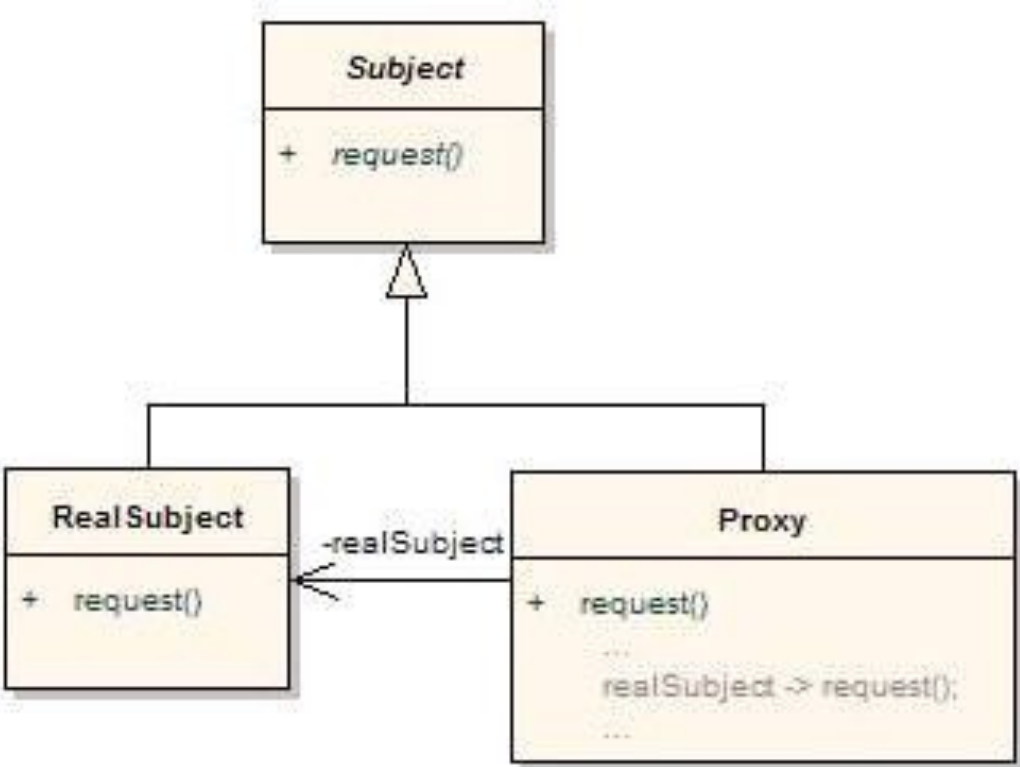 Subject
+ request()
RealSubject
+ request()
-realSubject
Proxy
+ request()
...
realSubject -> request();
...